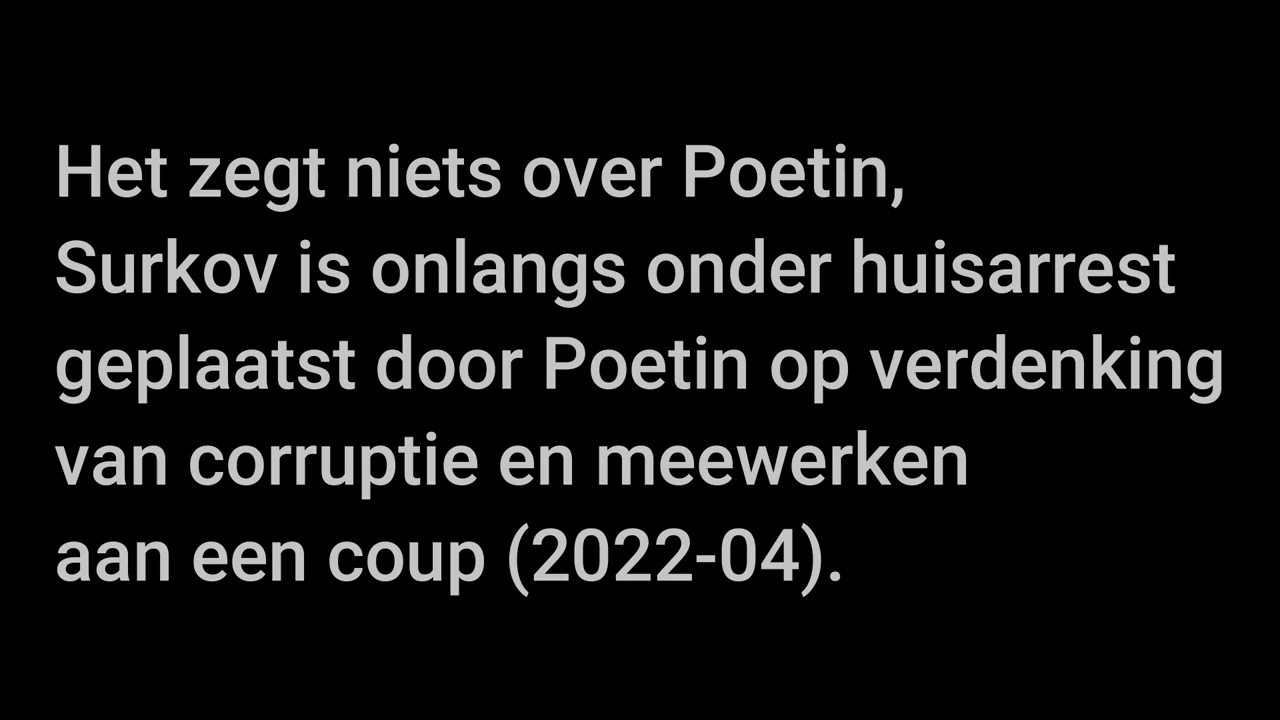 Het zegt niets over Poetin,
Surkov is onlangs onder huisarrest
geplaatst door Poetin op verdenking
van corruptie en meewerken
aan een coup (2022-04).